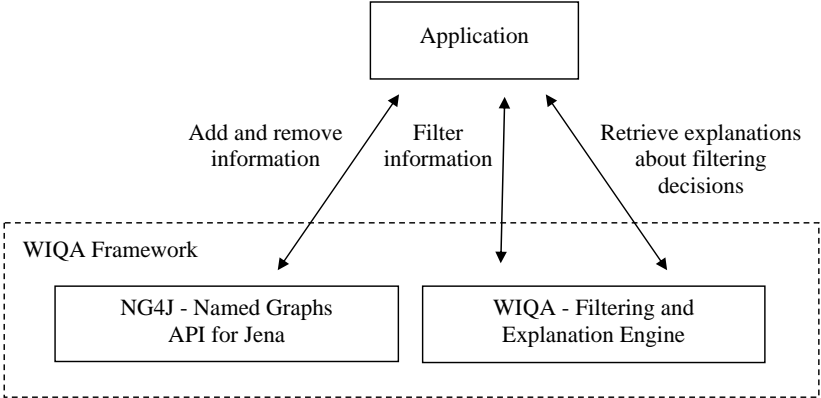 Application
Add and remove
information
Filter
information
Retrieve explanations
about filtering
decisions
WIQA Framework
NG4J - Named Graphs
API for Jena
WIQA - Filtering and
Explanation Engine